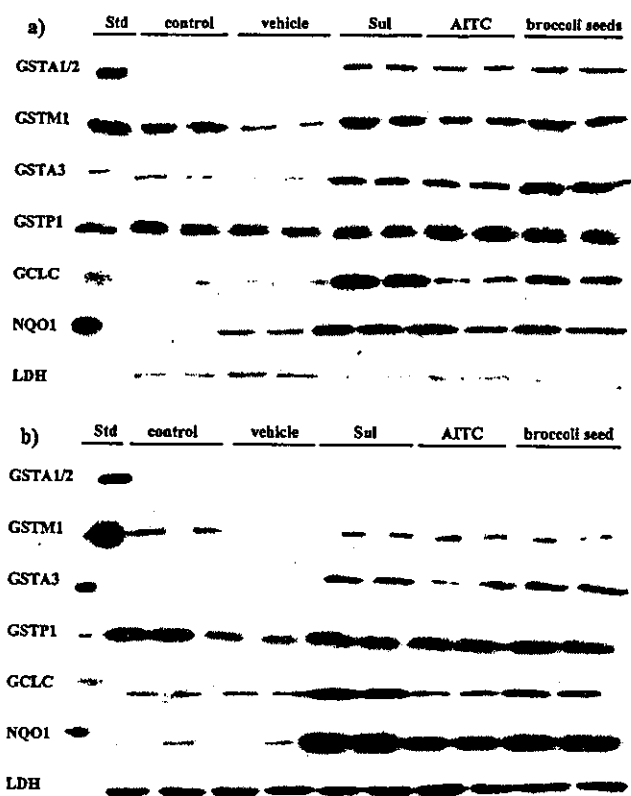 a) Std control vehicle Sul AITC broccoli seeds
GSTA1/2
GSTM1
GSTA3
GSTP1
GCLC
NQO1
LDH
b) Std control vehicle Sul AITC broccoli seed
GSTA1/2
GSTM1
GSTA3
GSTP1
GCLC
NQO1
LDH